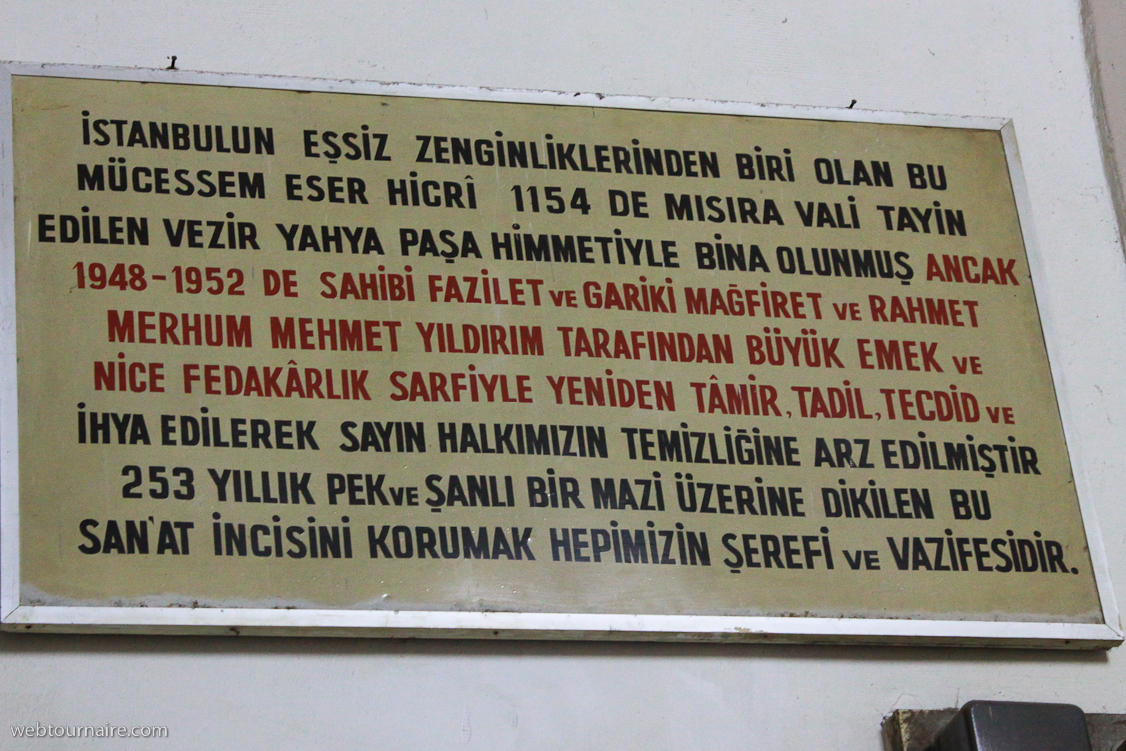 İSTANBULUN EŞSİZ ZENGİNLİKLERİNDEN BİRİ OLAN BU
MÜCESSEM ESER HİCRÎ 1154 DE MISIRA VALİ TAYİN
EDİLEN VEZİR YAHYA PAŞA HİMMETİYLE BİNA OLUNMUŞ ANCAK
1948-1952 DE SAHİBİ FAZİLET VE GARİKİ MAĞFİRET VE RAHMET
MERHUM MEHMET YILDIRIM TARAFINDAN BÜYÜK EMEK VE
NİCE FEDAKÂRLIK SARFİYLE YENİDEN TÂMİR, TADİL, TECDİD VE
İHYA EDİLEREK SAYIN HALKIMIZIN TEMİZLİĞİNE ARZ EDİLMİŞTİR
253 YILLIK PEK VE ŞANLI BİR MAZİ ÜZERİNE DİKİLEN BU
SAN'AT İNCİSİNİ KORUMAK HEPİMİZİN ŞEREFİ VE VAZİFESİDİR.
webtournaire.com